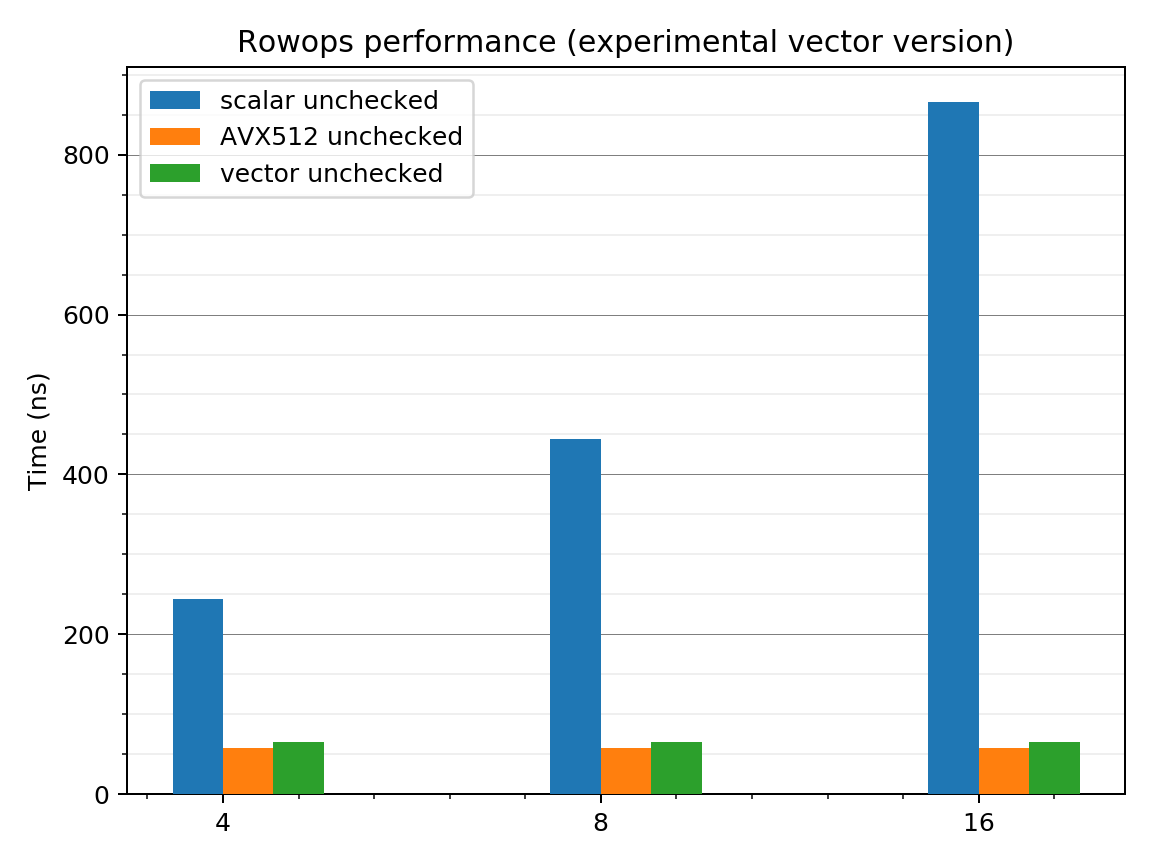 Rowops performance (experimental vector version)
scalar unchecked
AVX512 unchecked
vector unchecked
Time (ns)
800
600
400
200
0
4
8
16